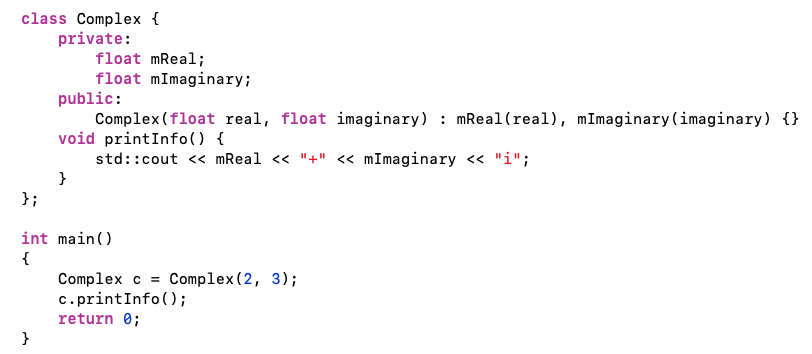 class Complex {
    private:
        float mReal;
        float mImaginary;
    public:
        Complex(float real, float imaginary) : mReal(real), mImaginary(imaginary) {}
    void printInfo() {
        std::cout << mReal << "+" << mImaginary << "i";
    }
};

int main()
{
    Complex c = Complex(2, 3);
    c.printInfo();
    return 0;
}